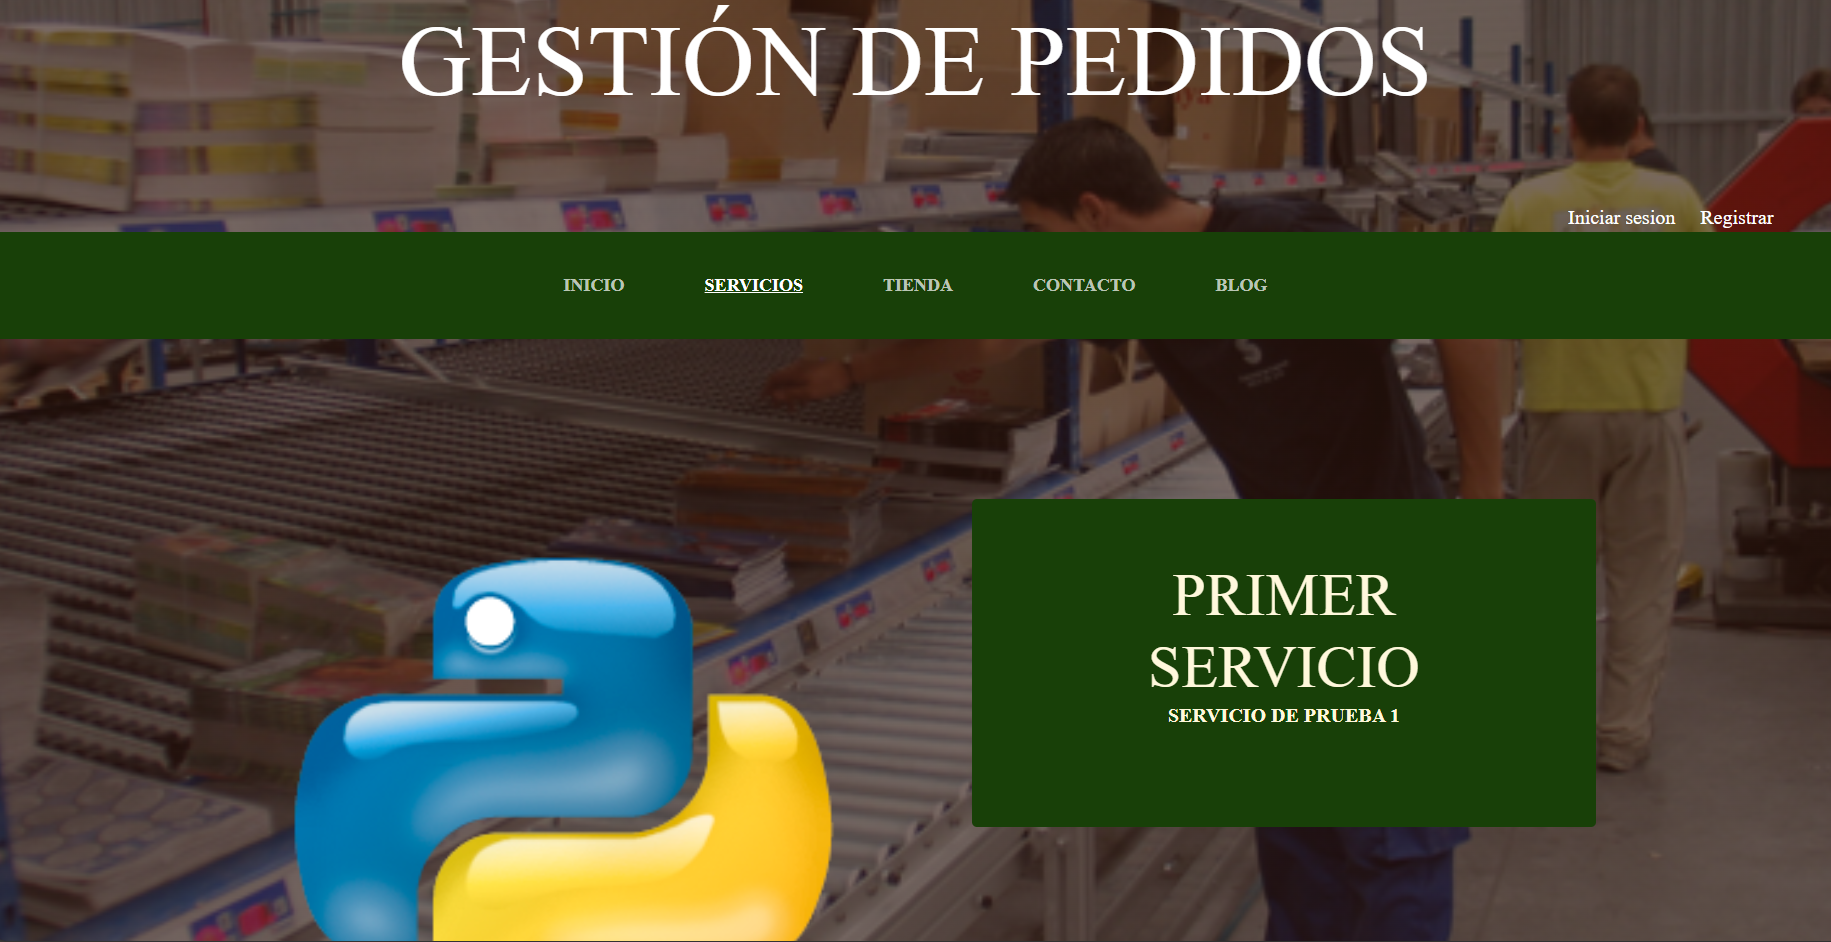 GESTIÓN DE PEDIDOS
Iniciar sesion Registrar
INICIO SERVICIOS TIENDA CONTACTO BLOG
PRIMER
SERVICIO
SERVICIO DE PRUEBA 1